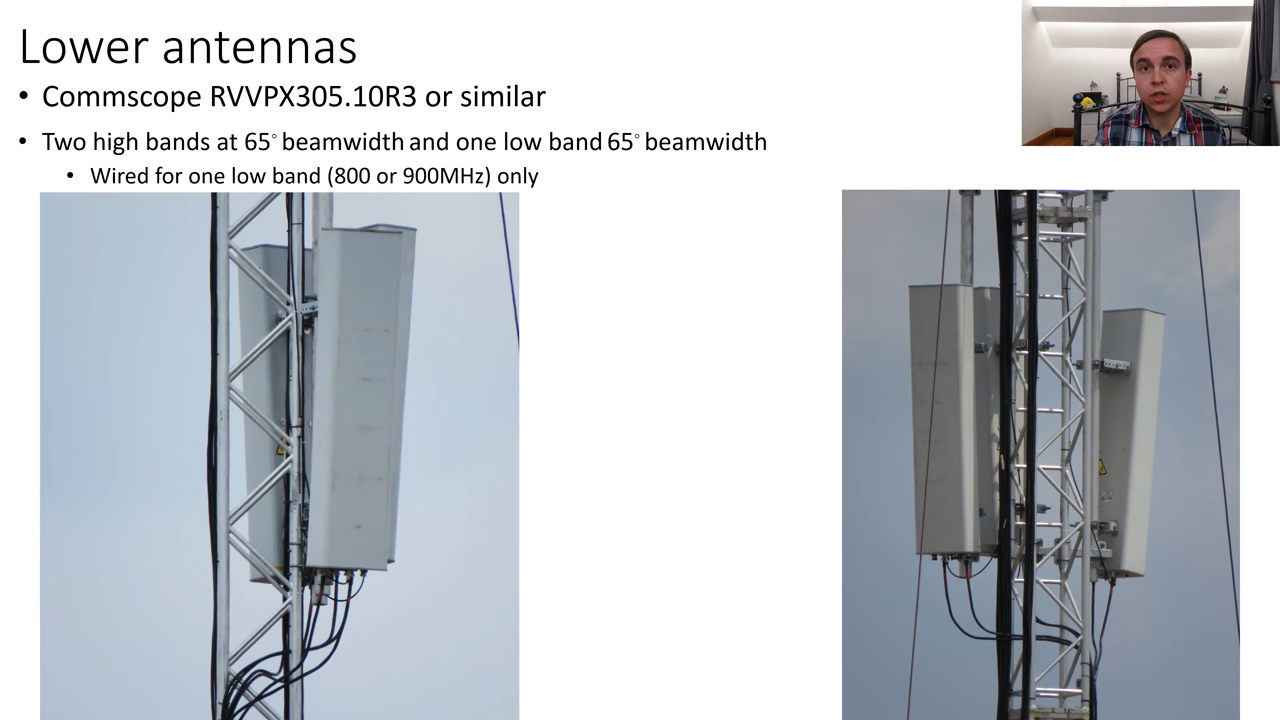 Lower antennas
• Commscope RVVPX305.10R3 or similar
• Two high bands at 65° beamwidth and one low band 65° beamwidth
• Wired for one low band (800 or 900MHz) only